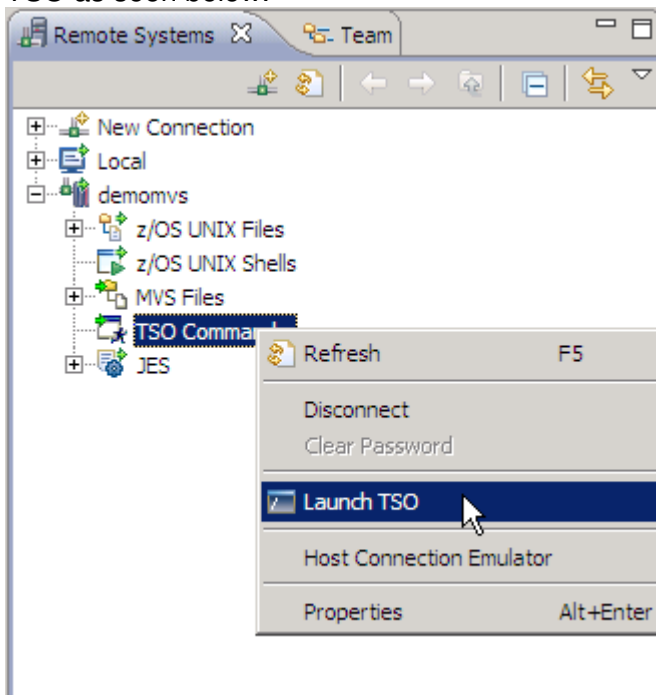 TSO as seen below.
Remote Systems Team
New Connection
Local
demomvs
z/OS UNIX Files
z/OS UNIX Shells
MVS Files
TSO Comman
JES
Refresh F5
Disconnect
Clear Password
Launch TSO
Host Connection Emulator
Properties Alt+Enter